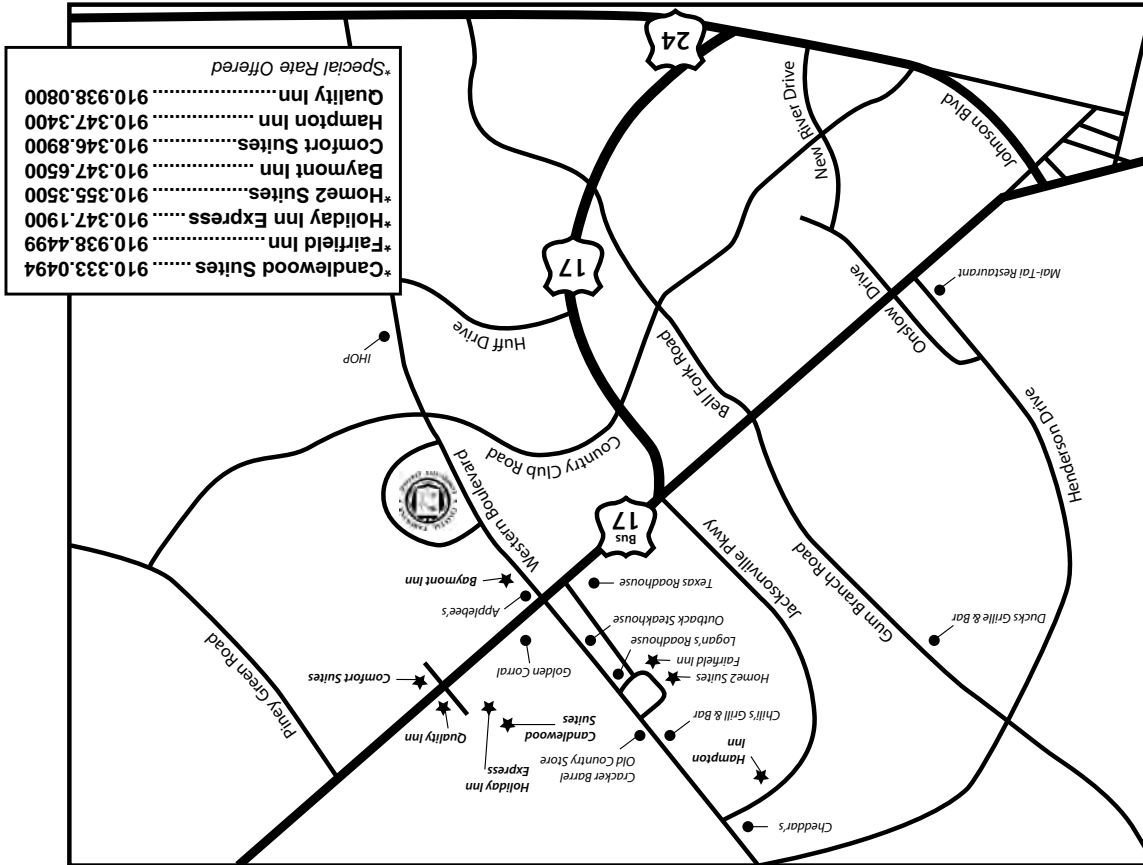 Cheddar's
Hampton
Inn
Holiday Inn
Express
Cracker Barrel
Old Country Store
Candlewood
Suites
Quality Inn
Chili's Grill & Bar
Piney Green Road
Comfort Suites
Golden Corral
Home2 Suites
Fairfield Inn
Logan's Roadhouse
Outback Steakhouse
Ducks Grille & Bar
Applebee's
Baymont Inn
Texas Roadhouse
Gum Branch Road
Jacksonville Pkwy
Western Boulevard
Bus
17
Henderson Drive
Country Club Road
Bell Fork Road
IHOP
Huff Drive
Onslow
Drive
Mai-Tai Restaurant
17
New River Drive
Johnson Blvd
24
*Candlewood Suites ....... 910.333.0494
*Fairfield Inn ................... 910.938.4499
*Holiday Inn Express ...... 910.347.1900
*Home2 Suites ................ 910.355.3500
Baymont Inn .................. 910.347.6500
Comfort Suites............... 910.346.8900
Hampton Inn ................. 910.347.3400
Quality Inn ..................... 910.938.0800
*Special Rate Offered